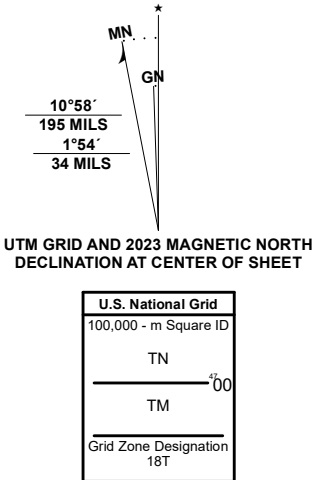 ★
MN
GN
10°58´
195 MILS
1°54´
34 MILS
UTM GRID AND 2023 MAGNETIC NORTH
DECLINATION AT CENTER OF SHEET
U.S. National Grid
100,000 - m Square ID
TN
4700
TM
Grid Zone Designation
18T